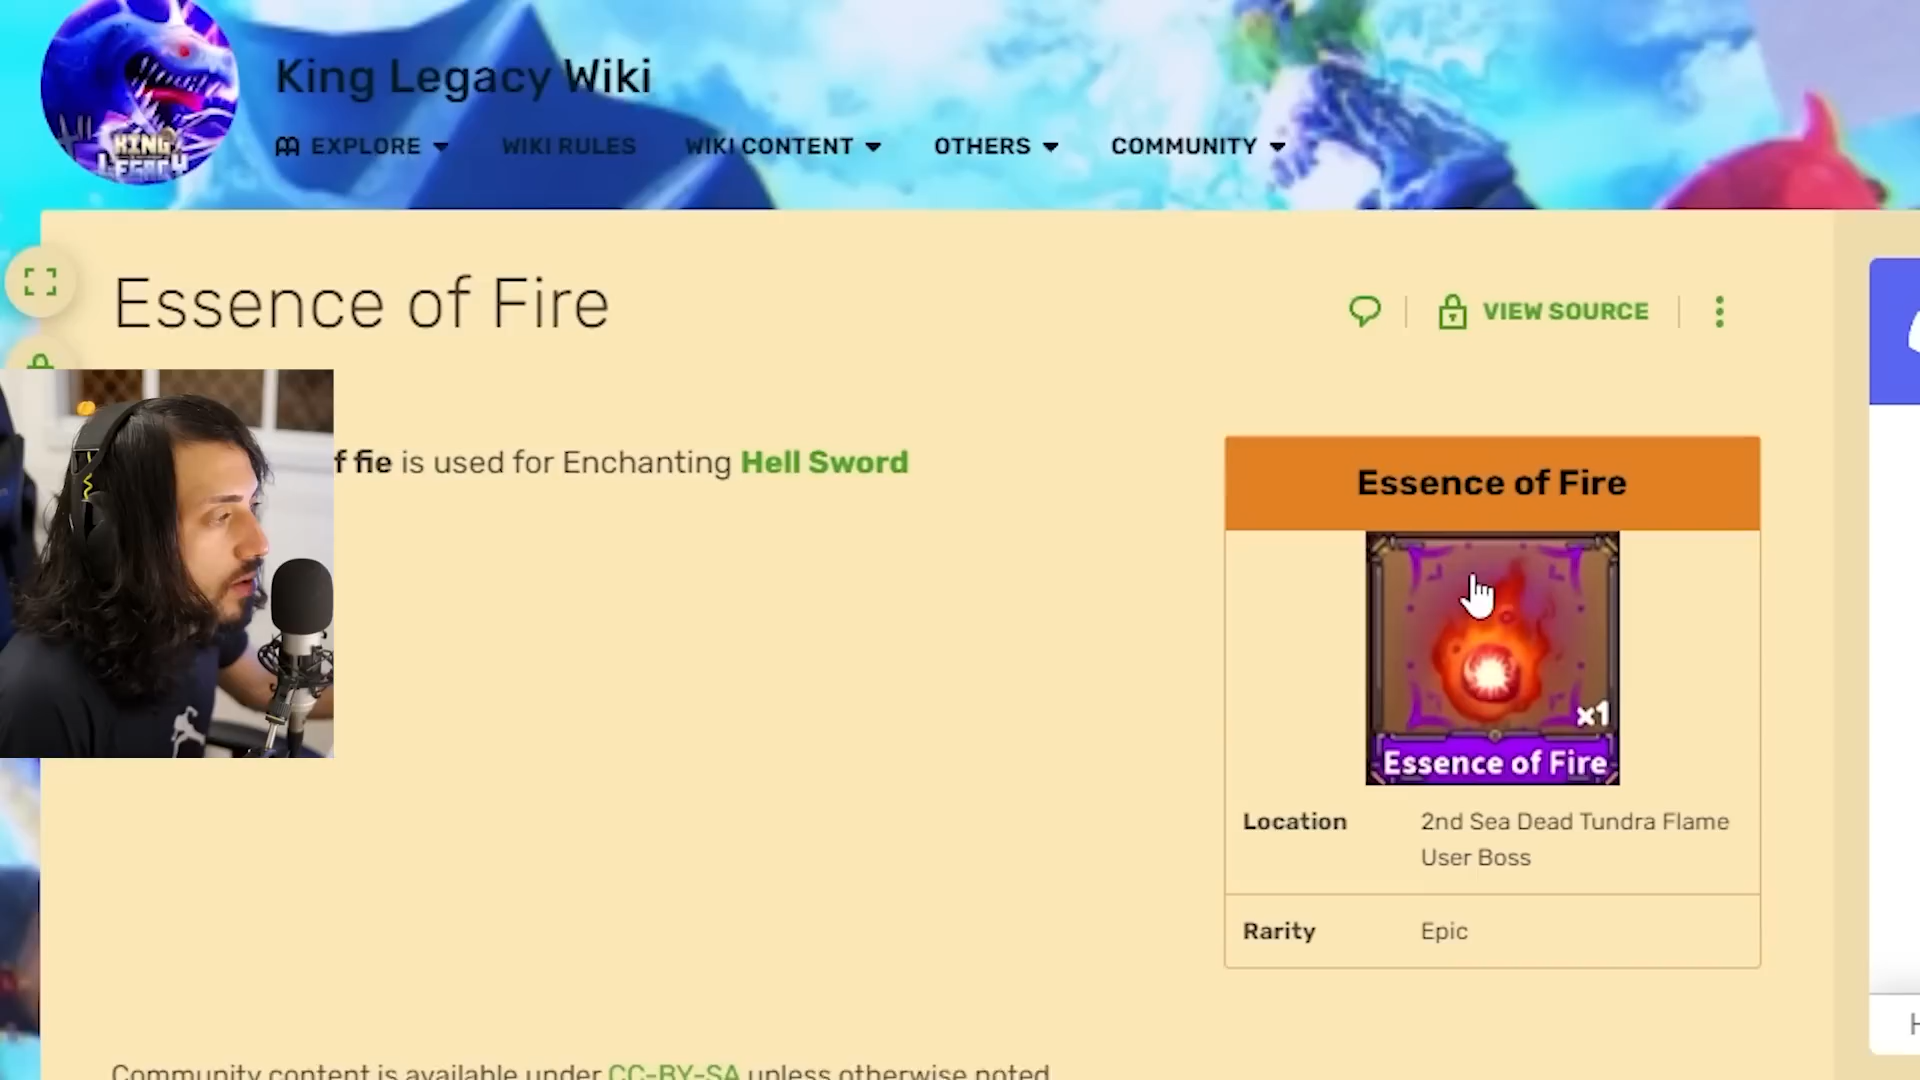 King Legacy Wiki
KING
LEGACY
EXPLORE
WIKI RULES
WIKI CONTENT
OTHERS
COMMUNITY
Essence of Fire
VIEW SOURCE
f fie is used for Enchanting Hell Sword
Essence of Fire
x1
Essence of Fire
Location
2nd Sea Dead Tundra Flame
User Boss
Rarity
Epic
H
Community content is available under CC-BY-SA unless otherwise noted